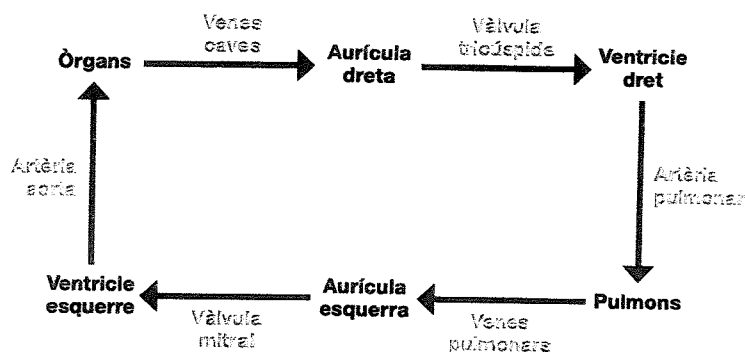 Venes
caves
Vàlvula
tricúspide
Òrgans
Aurícula
dreta
Ventricle
dret
Artèria
aorta
Artèria
pulmonar
Ventricle
esquerre
Aurícula
esquerra
Pulmons
Vàlvula
mitral
Venes
pulmonars